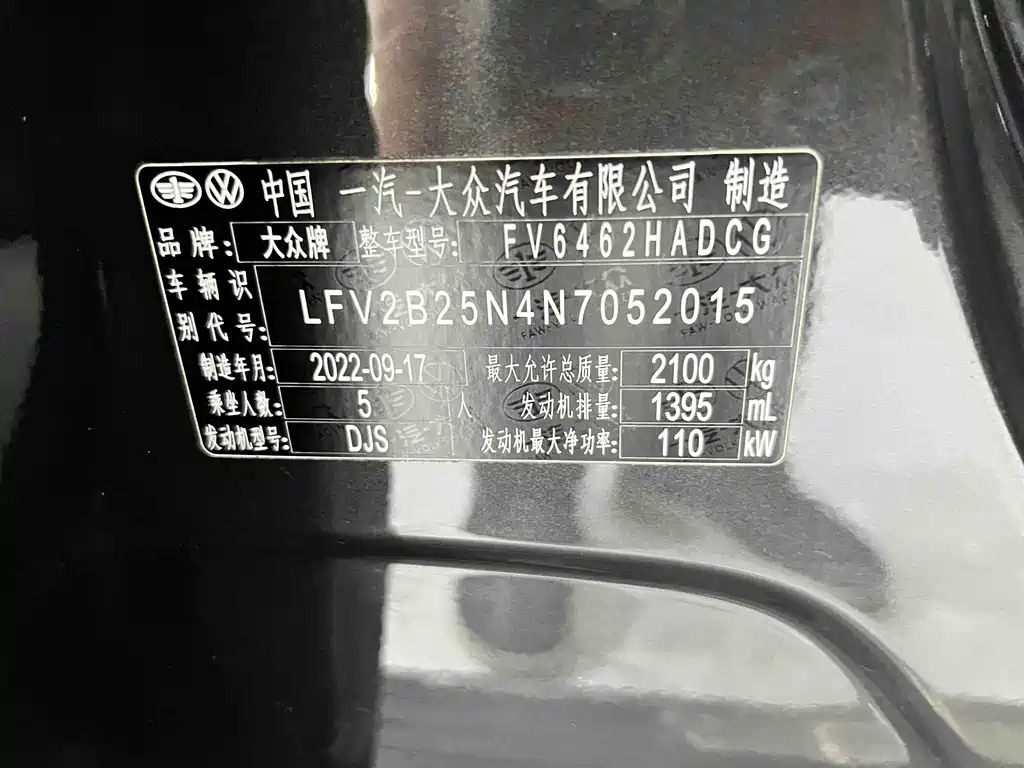 中国 一汽-大众汽车有限公司 制造
品牌: 大众牌 整车型号: FV6462HADCG
车辆识别代号: LFV2B25N4N7052015
制造年月: 2022-09-17 最大允许总质量: 2100 kg
乘坐人数: 5 人 发动机排量: 1395 mL
发动机型号: DJS 发动机最大净功率: 110 kW